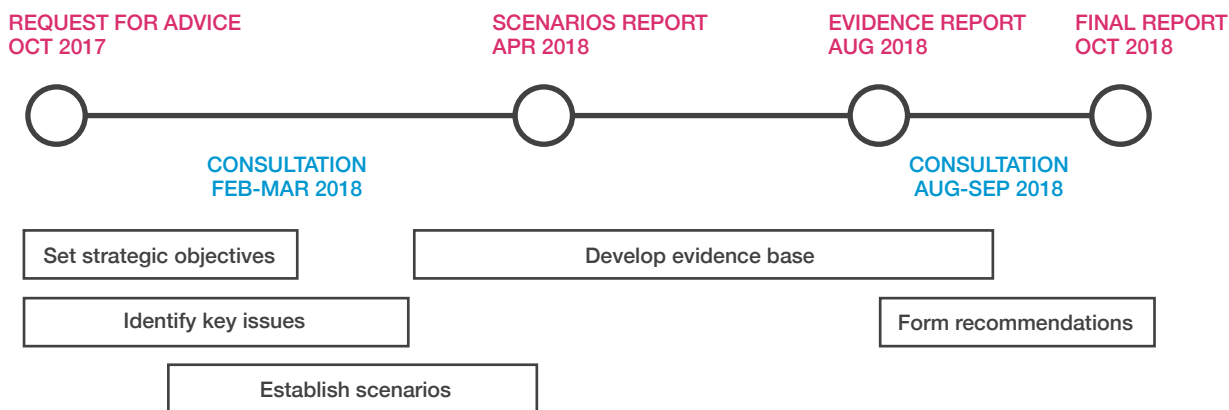 REQUEST FOR ADVICE
OCT 2017
SCENARIOS REPORT
APR 2018
EVIDENCE REPORT
AUG 2018
FINAL REPORT
OCT 2018
CONSULTATION
FEB-MAR 2018
CONSULTATION
AUG-SEP 2018
Set strategic objectives
Develop evidence base
Identify key issues
Form recommendations
Establish scenarios